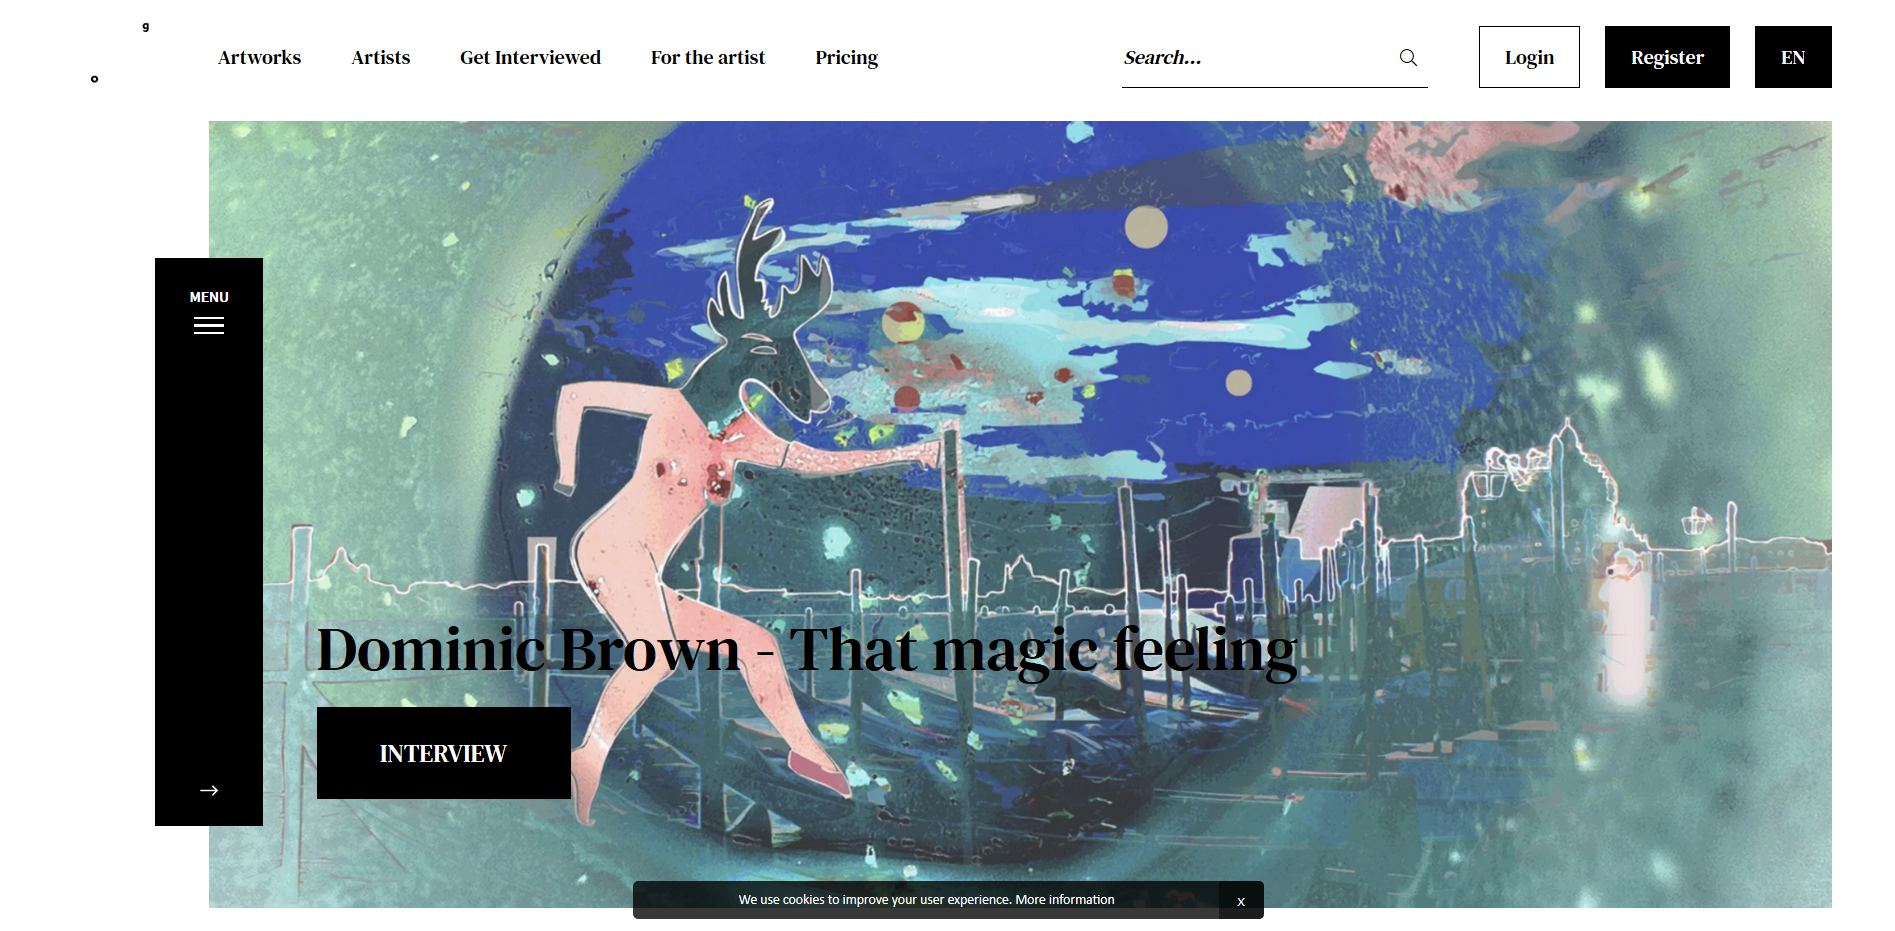 g
o
Artworks
Artists
Get Interviewed
For the artist
Pricing
Search...
Login
Register
EN
MENU
Dominic Brown - That magic feeling
INTERVIEW
We use cookies to improve your user experience. More information
x